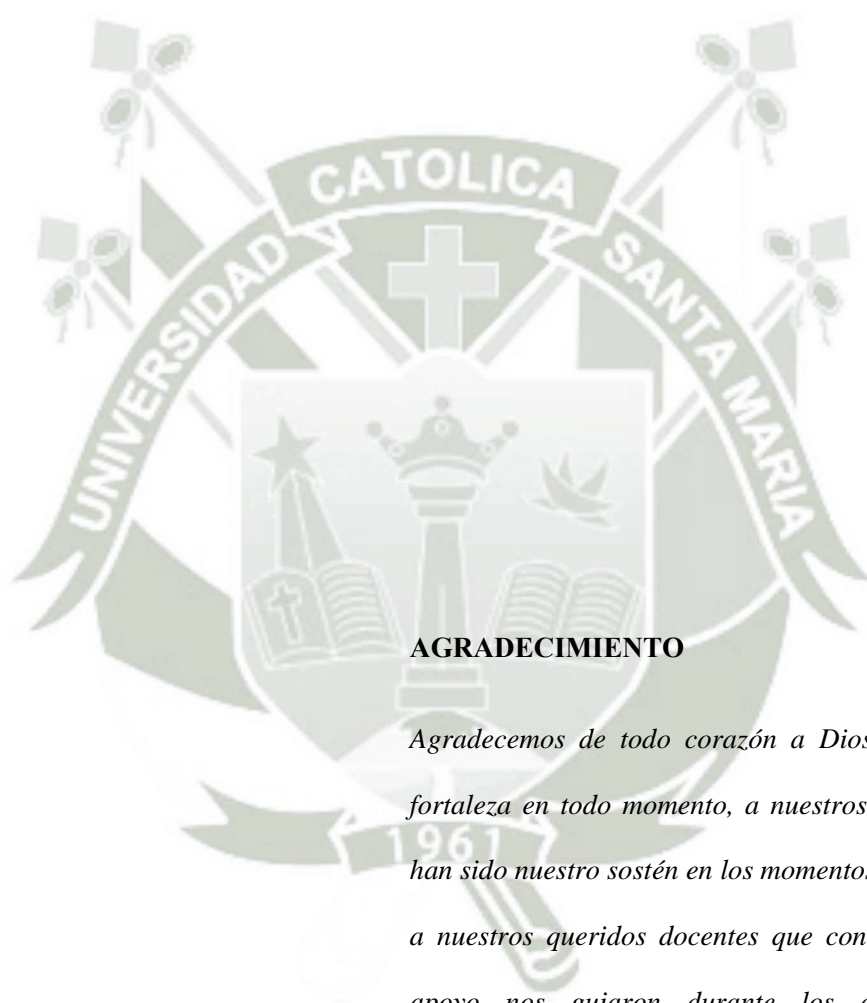 CATOLICA
UNIVERSIDAD
SANTA MARIA
AGRADECIMIENTO
Agradecemos de todo corazón a Dios
fortaleza en todo momento, a nuestros
han sido nuestro sostén en los momentos
a nuestros queridos docentes que con
1961
apoyo nos guiaron durante los